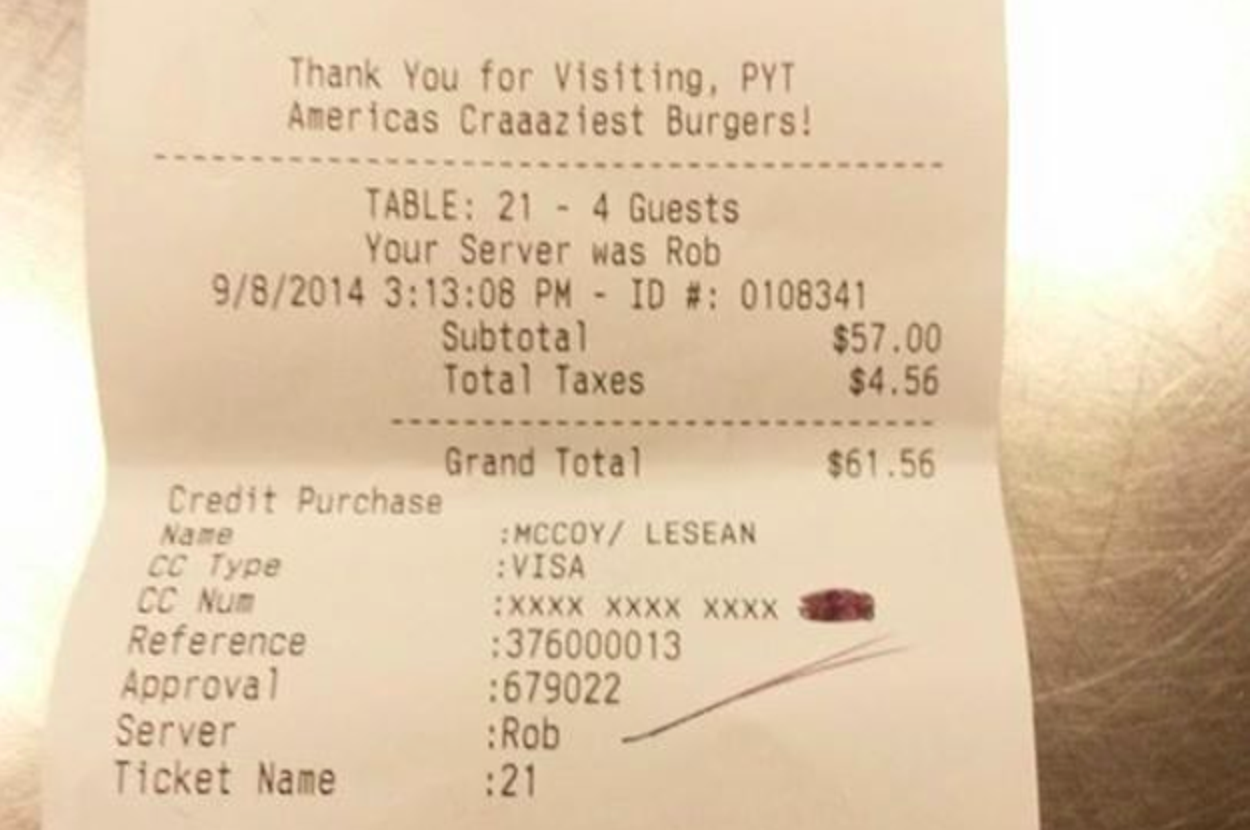 Thank You for Visiting, PYT
Americas Craaaziest Burgers!
TABLE: 21 - 4 Guests
Your Server was Rob
9/8/2014 3:13:08 PM - ID #: 0108341
Subtotal $57.00
Total Taxes $4.56
Grand Total $61.56
Credit Purchase
Name :MCCOY/ LESEAN
CC Type :VISA
CC Num :xxxx xxxx xxxx
Reference :376000013
Approval :679022
Server :Rob
Ticket Name :21